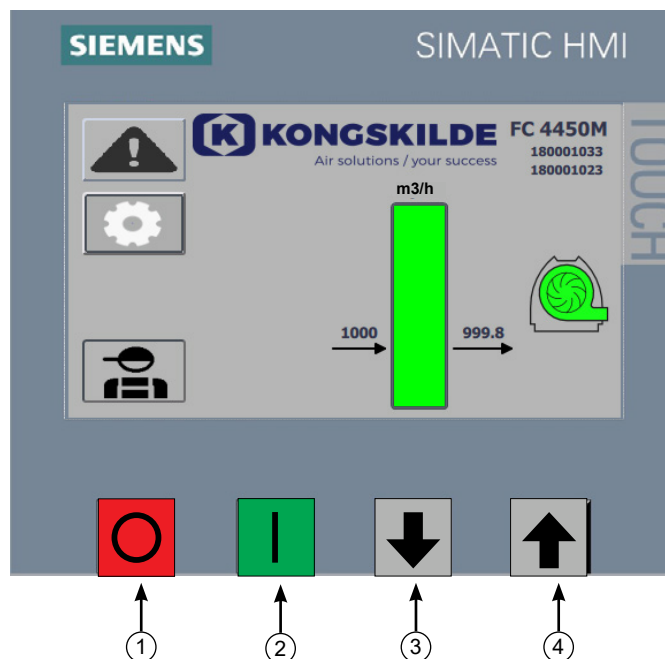 SIEMENS
SIMATIC HMI
TOUCH
K KONGSKILDE
Air solutions / your success
FC 4450M
180001033
180001023
m3/h
1000
999.8
1
2
3
4